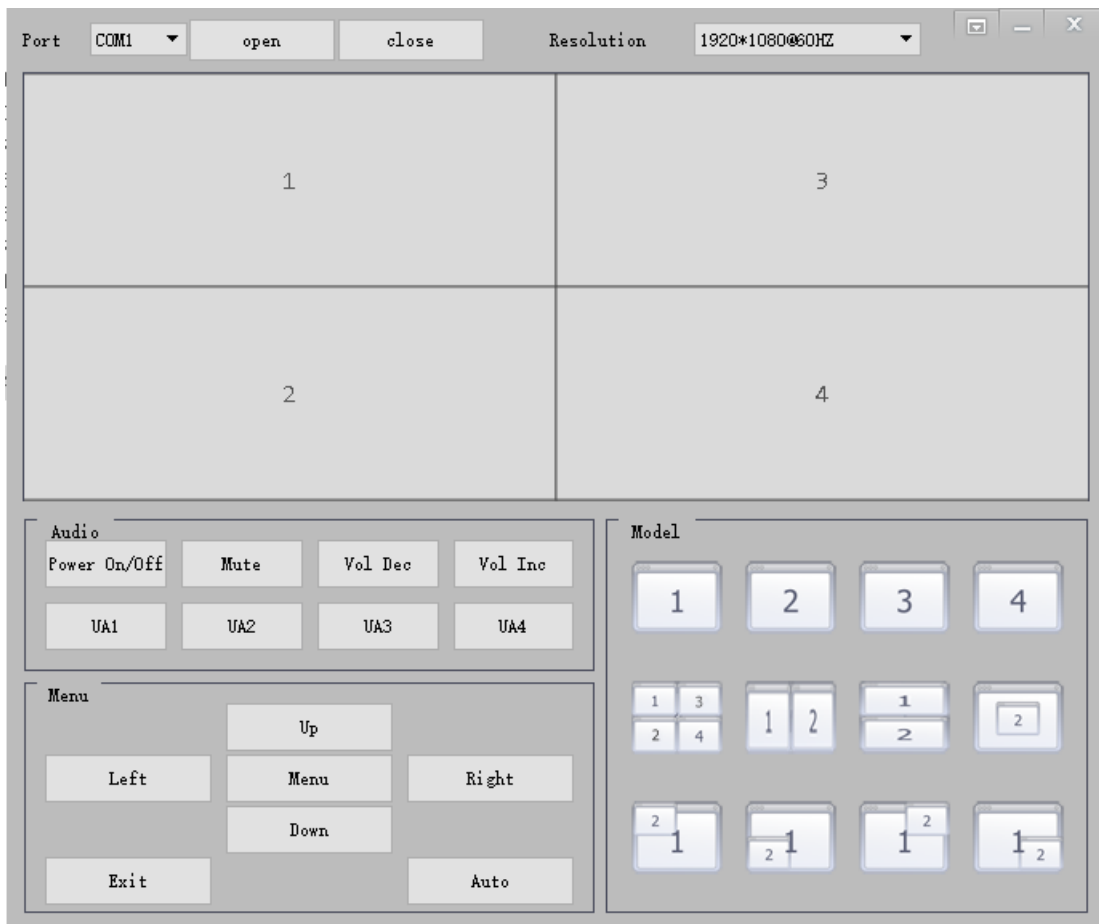 Port COM1 open close Resolution 1920*1080@60HZ
1 3
2 4
Audio
Power On/Off Mute Vol Dec Vol Inc
UA1 UA2 UA3 UA4
Menu
Up
Left Menu Right
Down
Exit Auto
Model
1 2 3 4
1 3 1 2 1 2
2 4 2
2 1 1 2 1 2 1 2